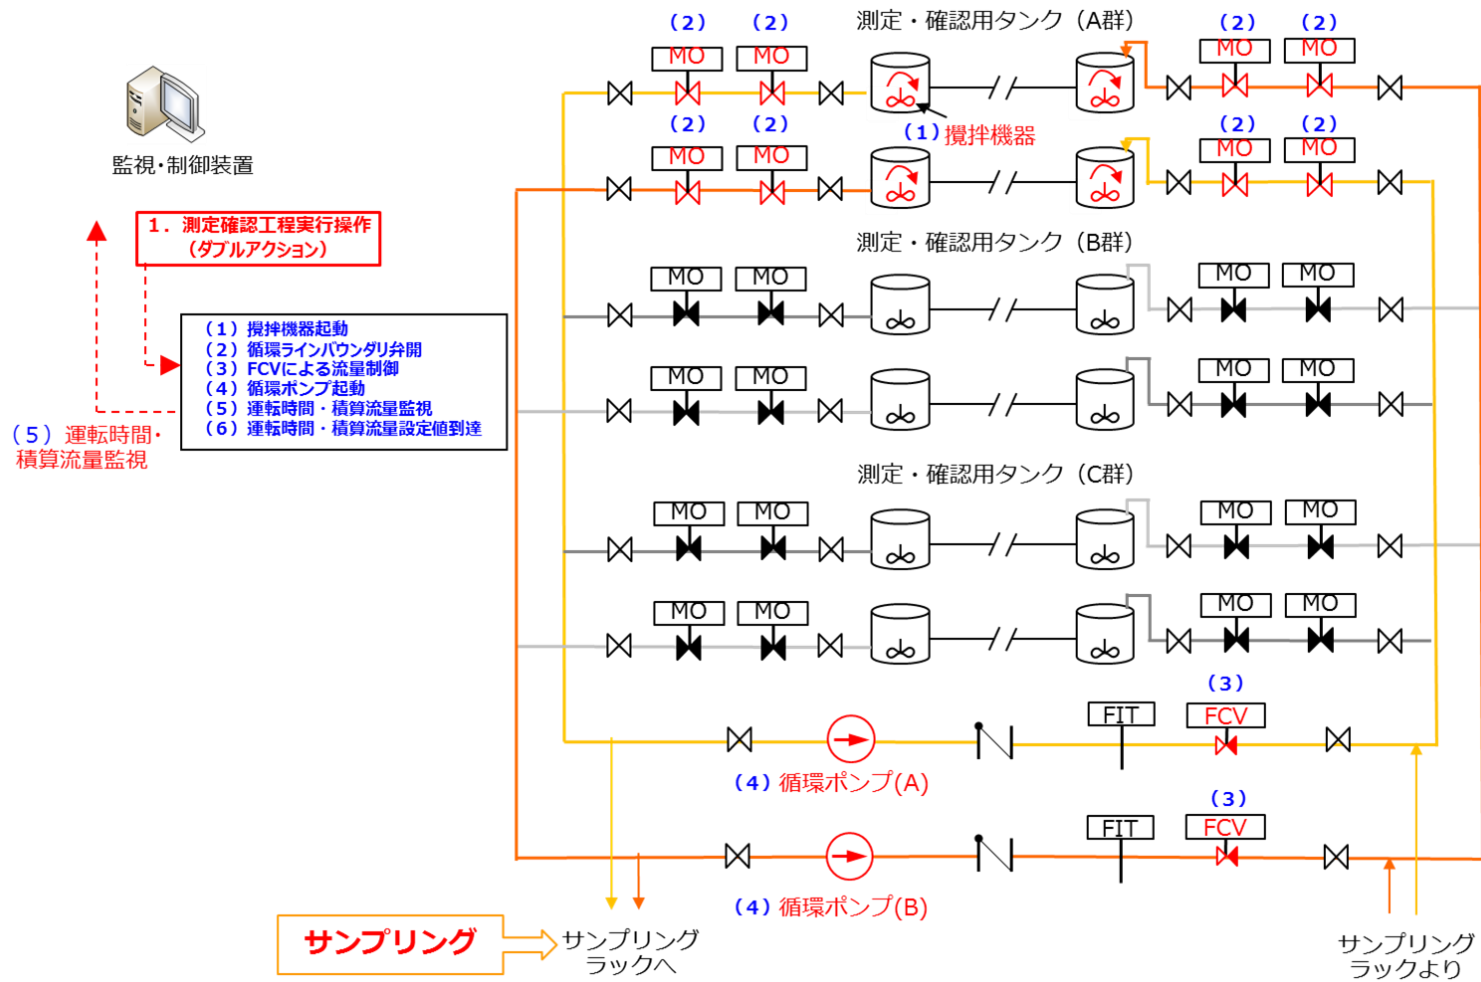 (2) (2) 測定・確認用タンク（A群） (2) (2)
MO MO MO MO
(1) 攪拌機器
(2) (2) (2) (2)
MO MO MO MO
監視・制御装置
1．測定確認工程実行操作
（ダブルアクション）
測定・確認用タンク（B群）
MO MO MO MO
（1）攪拌機器起動
（2）循環ラインバウンダリ弁開
（3）FCVによる流量制御
（4）循環ポンプ起動
（5）運転時間・積算流量監視
（6）運転時間・積算流量設定値到達
MO MO MO MO
（5）運転時間・
積算流量監視
測定・確認用タンク（C群）
MO MO MO MO
MO MO MO MO
(3)
FIT FCV
(4) 循環ポンプ(A)
(3)
FIT FCV
(4) 循環ポンプ(B)
サンプリング
サンプリング
ラックへ
サンプリング
ラックより